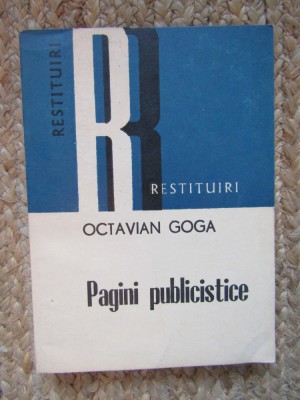 RESTITUIRI
R
RESTITUIRI
OCTAVIAN GOGA
Pagini publicistice